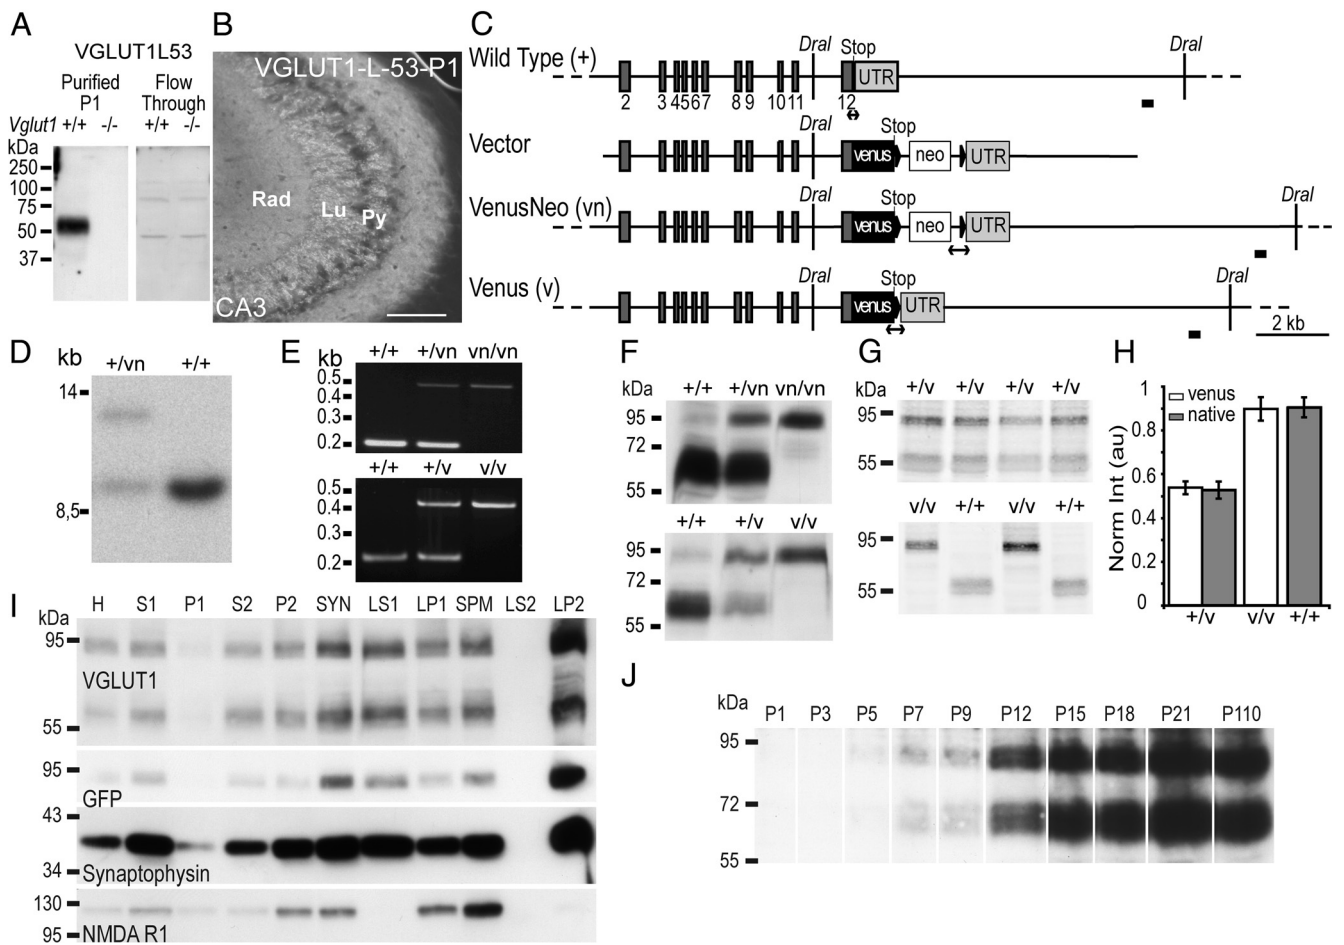 A
VGLUT1L53
Purified P1
Flow Through
Vglut1 +/+ -/- +/+ -/-
kDa
250
100
75
50
37
B
VGLUT1-L-53-P1
Rad
Lu
Py
CA3
C
Wild Type (+)
DraI
Stop
DraI
UTR
2 3 4 5 6 7 8 9 10 11 12
Vector
DraI
Stop
venus
neo
UTR
VenusNeo (vn)
DraI
Stop
DraI
venus
neo
UTR
Venus (v)
DraI
Stop
DraI
venus
UTR
2 kb
D
kb
+/vn +/+
14
8,5
E
kb
+/+ +/vn vn/vn
0.5
0.4
0.3
0.2
+/+ +/v v/v
0.5
0.4
0.3
0.2
F
kDa
+/+ +/vn vn/vn
95
72
55
+/+ +/v v/v
95
72
55
G
kDa
+/v +/v +/v +/v
95
55
v/v +/+ v/v +/+
95
55
H
Norm Int (au)
1
0.8
0.6
0.4
0.2
0
venus
native
+/v v/v +/+
I
kDa
H S1 P1 S2 P2 SYN LS1 LP1 SPM LS2 LP2
95
VGLUT1
55
95
GFP
43
34
Synaptophysin
130
95
NMDA R1
J
kDa
P1 P3 P5 P7 P9 P12 P15 P18 P21 P110
95
72
55